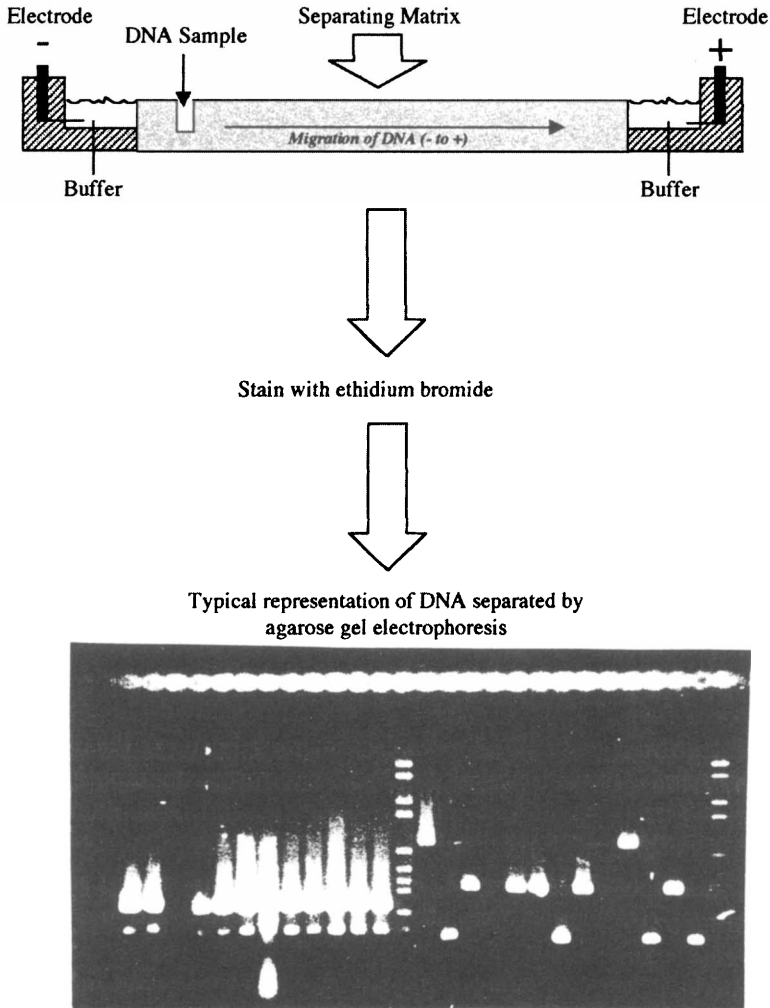 Electrode
Separating Matrix
Electrode
-
DNA Sample
+
Migration of DNA (- to +)
Buffer
Buffer
Stain with ethidium bromide
Typical representation of DNA separated by
agarose gel electrophoresis